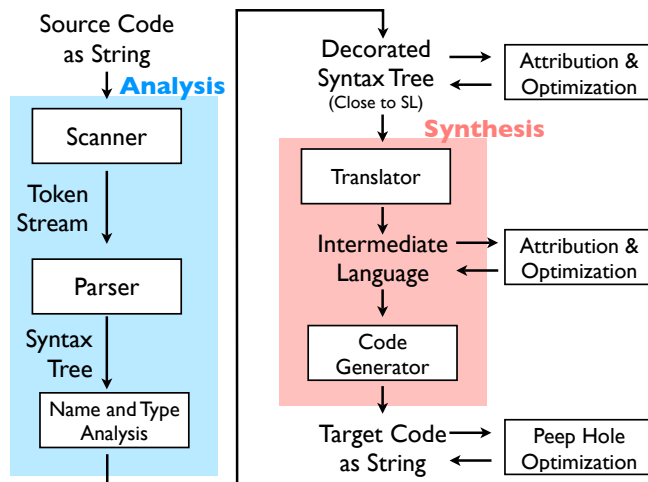 Source Code
as String
Analysis
Scanner
Token
Stream
Parser
Syntax
Tree
Name and Type
Analysis
Decorated
Syntax Tree
(Close to SL)
Attribution &
Optimization
Synthesis
Translator
Intermediate
Language
Attribution &
Optimization
Code
Generator
Target Code
as String
Peep Hole
Optimization